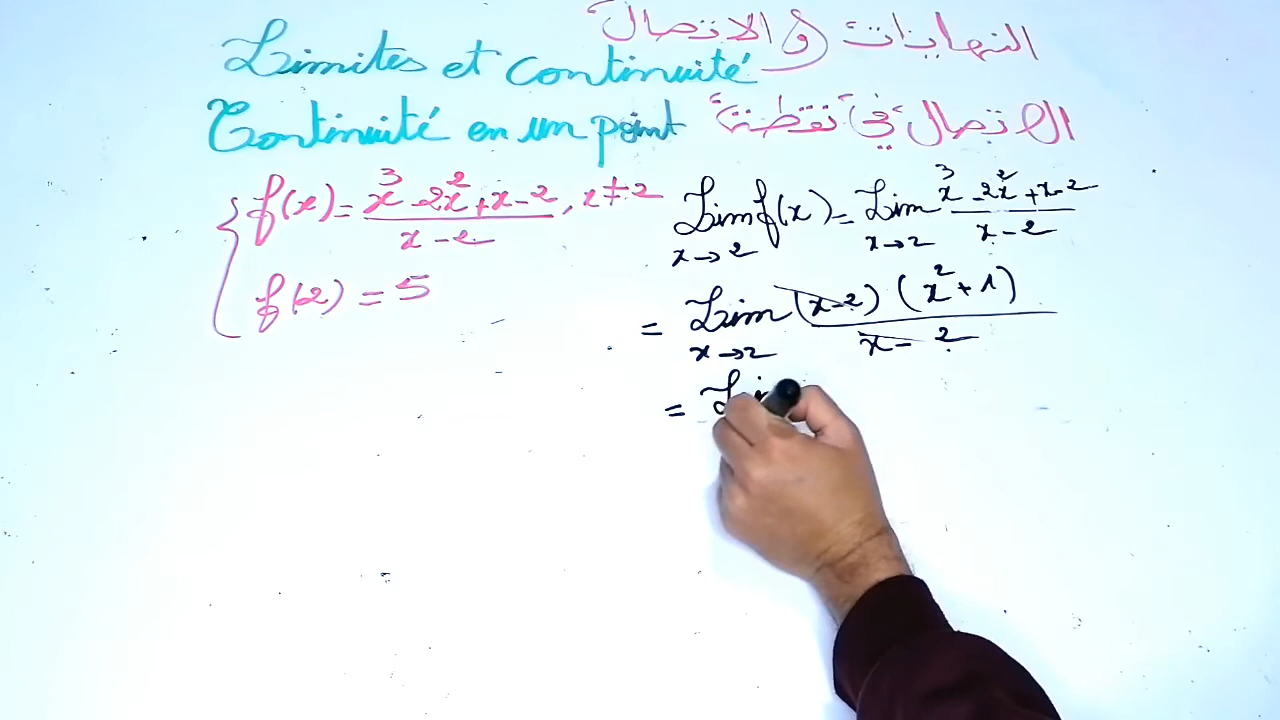 النهايات و الاتصال
Limites et continuité
Continuité en un point الاتصال في نقطة
{ f(x) = (x³ - 2x² + x - 2)/(x - 2) , x ≠ 2
f(2) = 5
Lim x→2 f(x) = Lim x→2 (x³ - 2x² + x - 2)/(x - 2)
= Lim x→2 (x - 2)(x² + 1)/(x - 2)
= Li